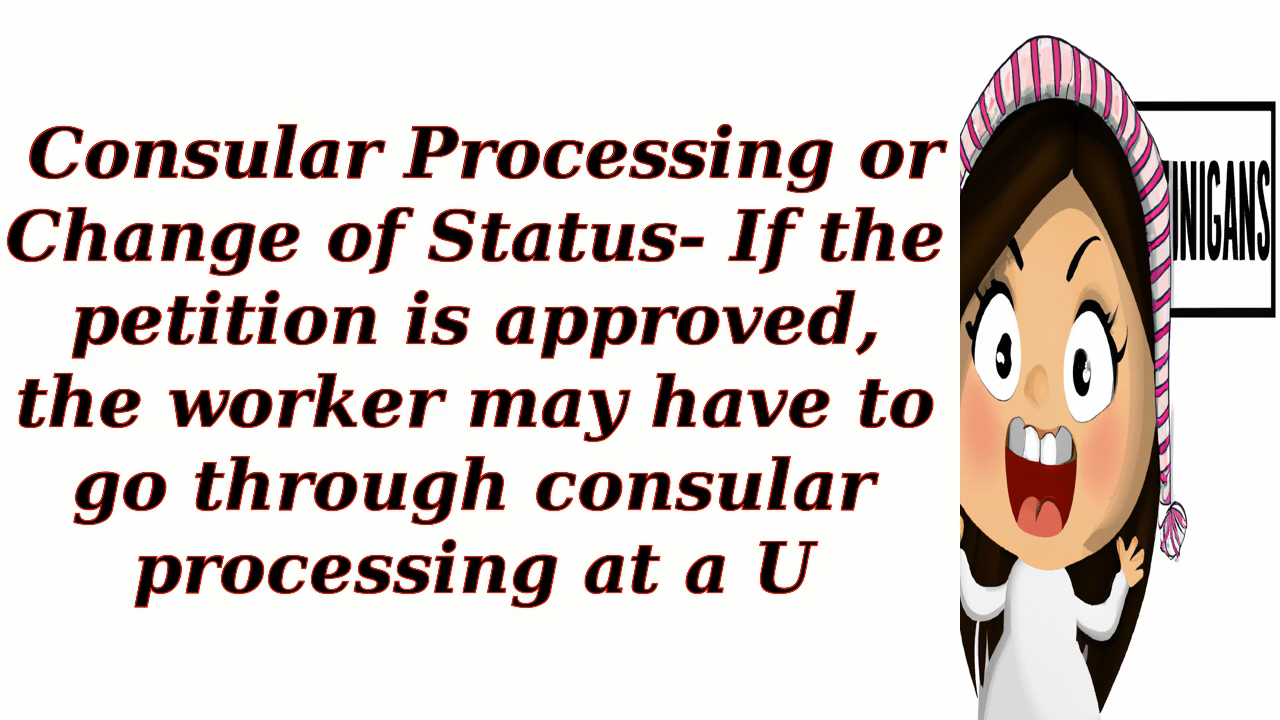 Consular Processing or
Change of Status- If the
petition is approved,
the worker may have to
go through consular
processing at a U
INIGANS